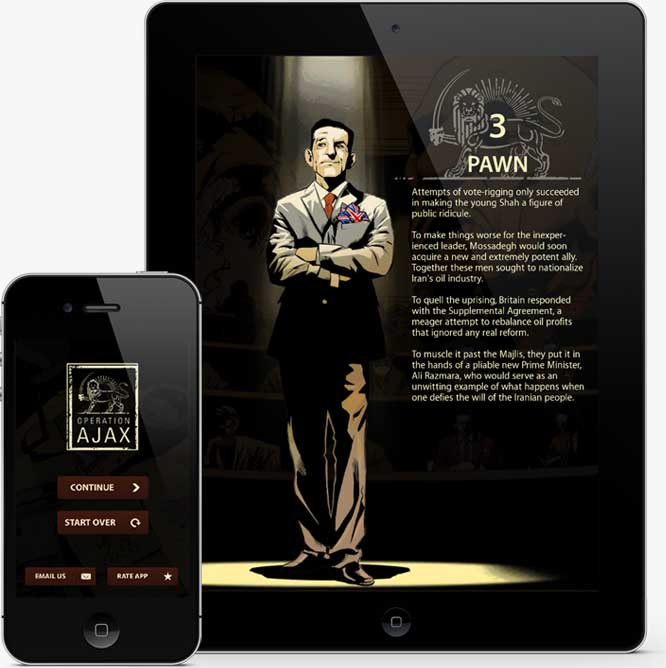 3
PAWN
Attempts of vote-rigging only succeeded
in making the young Shah a figure of
public ridicule.
To make things worse for the inexper-
ienced leader, Mossadegh would soon
acquire a new and extremely potent ally.
Together these men sought to nationalize
Iran's oil industry.
To quell the uprising, Britain responded
with the Supplemental Agreement, a
meager attempt to rebalance oil profits
that ignored any real reform.
To muscle it past the Majlis, they put it in
the hands of a pliable new Prime Minister,
Ali Razmara, who would serve as an
unwitting example of what happens when
one defies the will of the Iranian people.
OPERATION
AJAX
CONTINUE
START OVER
EMAIL US
RATE APP